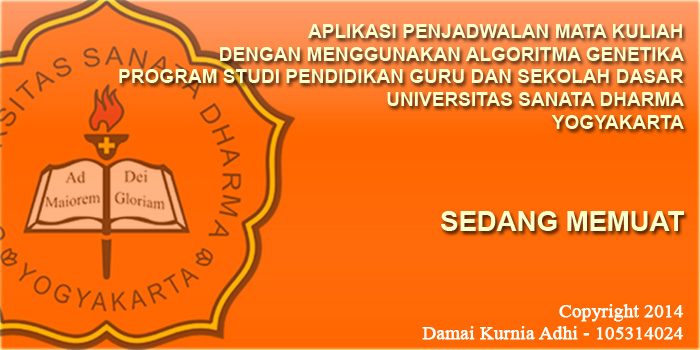 APLIKASI PENJADWALAN MATA KULIAH
DENGAN MENGGUNAKAN ALGORITMA GENETIKA
PROGRAM STUDI PENDIDIKAN GURU DAN SEKOLAH DASAR
UNIVERSITAS SANATA DHARMA
YOGYAKARTA
SITAS SANATA DHARMA
Ad Dei
Maiorem Gloriam
YOGYAKARTA
SEDANG MEMUAT
Copyright 2014
Damai Kurnia Adhi - 105314024